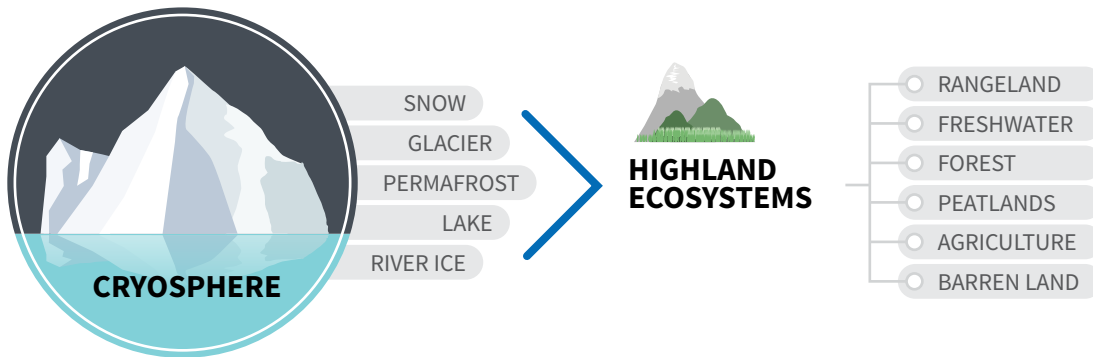 CRYOSPHERE
SNOW
GLACIER
PERMAFROST
LAKE
RIVER ICE
HIGHLAND
ECOSYSTEMS
RANGELAND
FRESHWATER
FOREST
PEATLANDS
AGRICULTURE
BARREN LAND